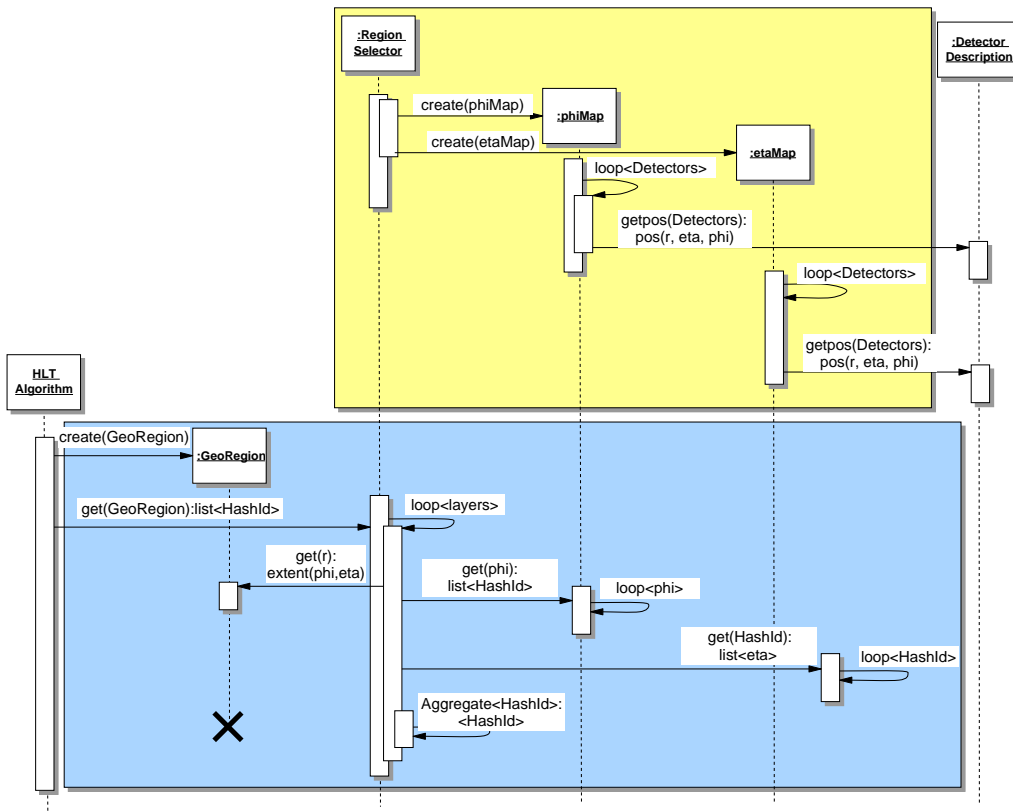 :Region
Selector
:Detector
Description
create(phiMap)
:phiMap
create(etaMap)
:etaMap
loop<Detectors>
getpos(Detectors):
pos(r, eta, phi)
loop<Detectors>
getpos(Detectors):
pos(r, eta, phi)
HLT
Algorithm
create(GeoRegion)
:GeoRegion
get(GeoRegion):list<HashId>
loop<layers>
get(r):
extent(phi,eta)
get(phi):
list<HashId>
loop<phi>
get(HashId):
list<eta>
loop<HashId>
Aggregate<HashId>:
<HashId>